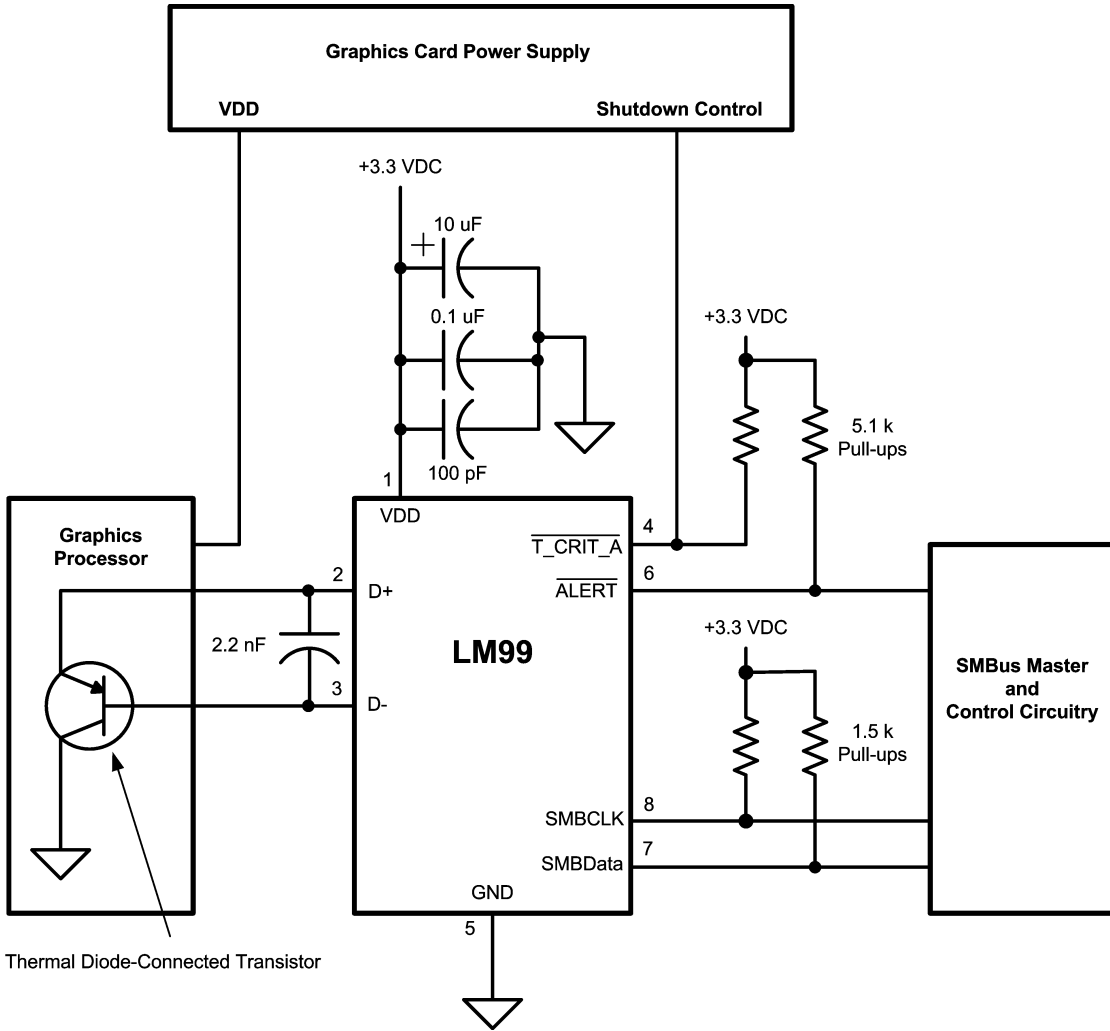 Graphics Card Power Supply
VDD
Shutdown Control
+3.3 VDC
10 uF
+
0.1 uF
+3.3 VDC
5.1 k
Pull-ups
100 pF
1
VDD
Graphics
Processor
4
T_CRIT_A
2
D+
6
ALERT
2.2 nF
LM99
+3.3 VDC
3
D-
SMBus Master
and
Control Circuitry
1.5 k
Pull-ups
8
SMBCLK
7
SMBData
GND
5
Thermal Diode-Connected Transistor